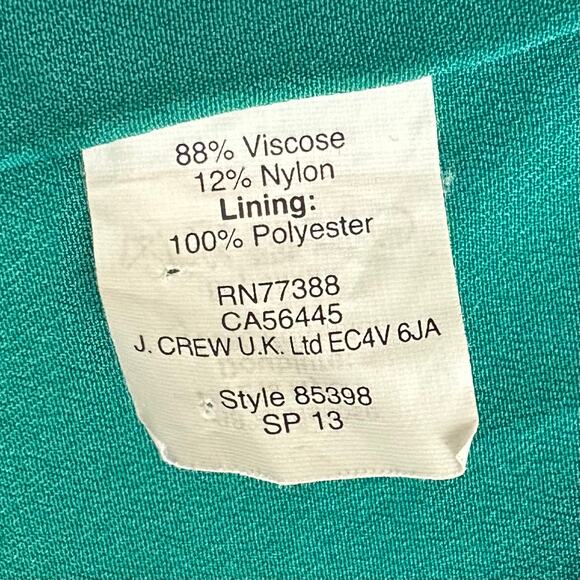 88% Viscose
12% Nylon
Lining:
100% Polyester
RN77388
CA56445
J. CREW U.K. Ltd EC4V 6JA
Style 85398
SP 13